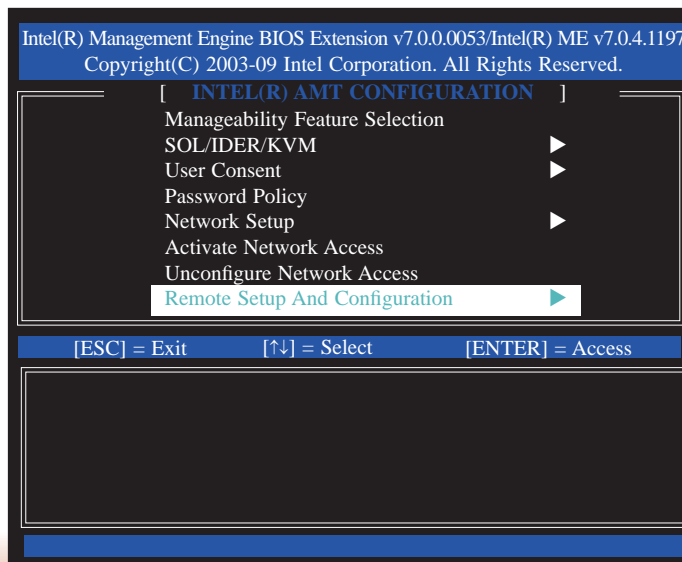 Intel(R) Management Engine BIOS Extension v7.0.0.0053/Intel(R) ME v7.0.4.1197
Copyright(C) 2003-09 Intel Corporation. All Rights Reserved.
[ INTEL(R) AMT CONFIGURATION ]
Manageability Feature Selection
SOL/IDER/KVM ▶
User Consent ▶
Password Policy
Network Setup ▶
Activate Network Access
Unconfigure Network Access
Remote Setup And Configuration ▶
[ESC] = Exit [↑↓] = Select [ENTER] = Access